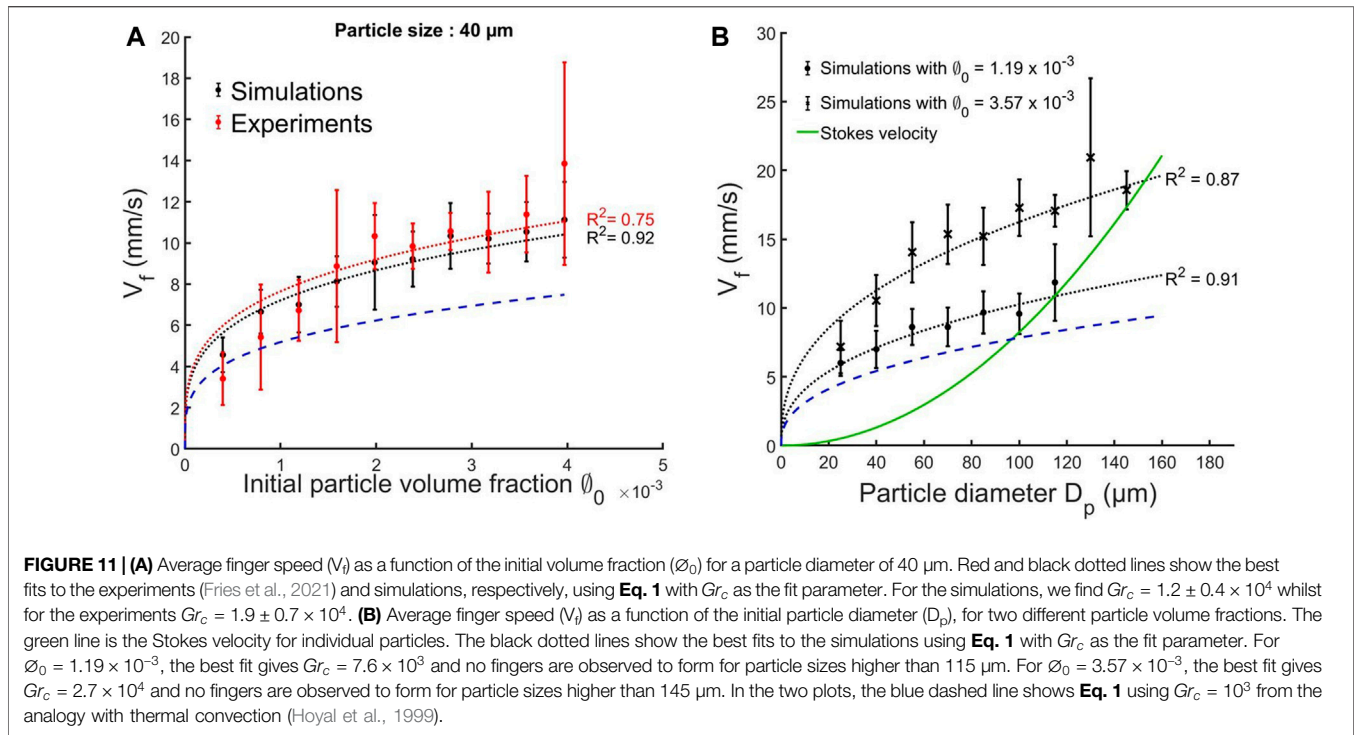 A
Particle size : 40 µm
20
18
16
14
12
10
8
6
4
2
0
V_f (mm/s)
Simulations
Experiments
R² = 0.75
R² = 0.92
0 1 2 3 4 5
Initial particle volume fraction ∅_0 ×10⁻³
B
30
25
20
15
10
5
0
V_f (mm/s)
Simulations with ∅_0 = 1.19 x 10⁻³
Simulations with ∅_0 = 3.57 x 10⁻³
Stokes velocity
R² = 0.87
R² = 0.91
0 20 40 60 80 100 120 140 160 180
Particle diameter D_p (µm)
FIGURE 11 | (A) Average finger speed (V_f) as a function of the initial volume fraction (Ø₀) for a particle diameter of 40 µm. Red and black dotted lines show the best
fits to the experiments (Fries et al., 2021) and simulations, respectively, using Eq. 1 with Gr_c as the fit parameter. For the simulations, we find Gr_c = 1.2 ± 0.4 × 10⁴ whilst
for the experiments Gr_c = 1.9 ± 0.7 × 10⁴. (B) Average finger speed (V_f) as a function of the initial particle diameter (D_p), for two different particle volume fractions. The
green line is the Stokes velocity for individual particles. The black dotted lines show the best fits to the simulations using Eq. 1 with Gr_c as the fit parameter. For
Ø₀ = 1.19 × 10⁻³, the best fit gives Gr_c = 7.6 × 10³ and no fingers are observed to form for particle sizes higher than 115 µm. For Ø₀ = 3.57 × 10⁻³, the best fit gives
Gr_c = 2.7 × 10⁴ and no fingers are observed to form for particle sizes higher than 145 µm. In the two plots, the blue dashed line shows Eq. 1 using Gr_c = 10³ from the
analogy with thermal convection (Hoyal et al., 1999).